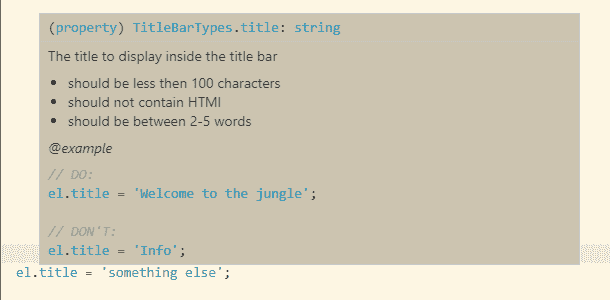 (property) TitleBarTypes.title: string
The title to display inside the title bar
• should be less then 100 characters
• should not contain HTMl
• should be between 2-5 words
@example
// DO:
el.title = 'Welcome to the jungle';
// DON'T:
el.title = 'Info';
el.title = 'something else';